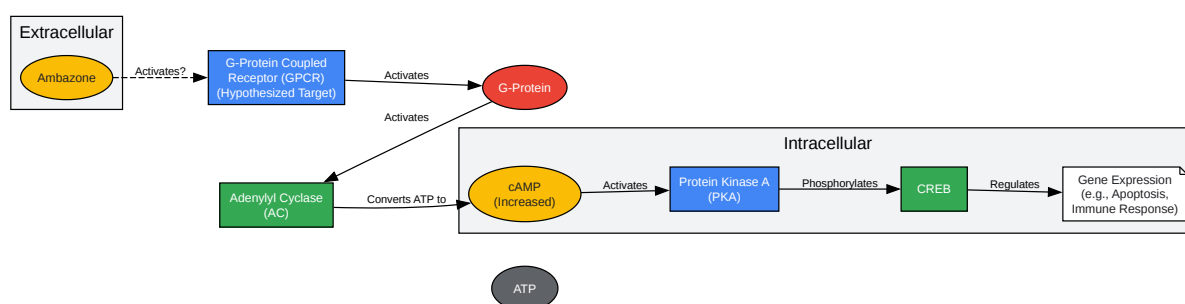 Extracellular
Ambazone
Activates?
G-Protein Coupled
Receptor (GPCR)
(Hypothesized Target)
Activates
G-Protein
Activates
Intracellular
Adenylyl Cyclase
(AC)
Converts ATP to
cAMP
(Increased)
Activates
Protein Kinase A
(PKA)
Phosphorylates
CREB
Regulates
Gene Expression
(e.g., Apoptosis,
Immune Response)
ATP